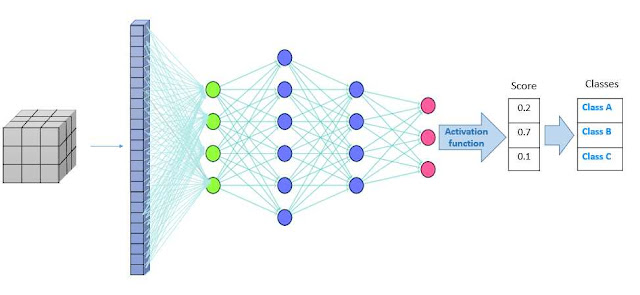 Score
Classes
Activation
function
0.2
0.7
0.1
Class A
Class B
Class C